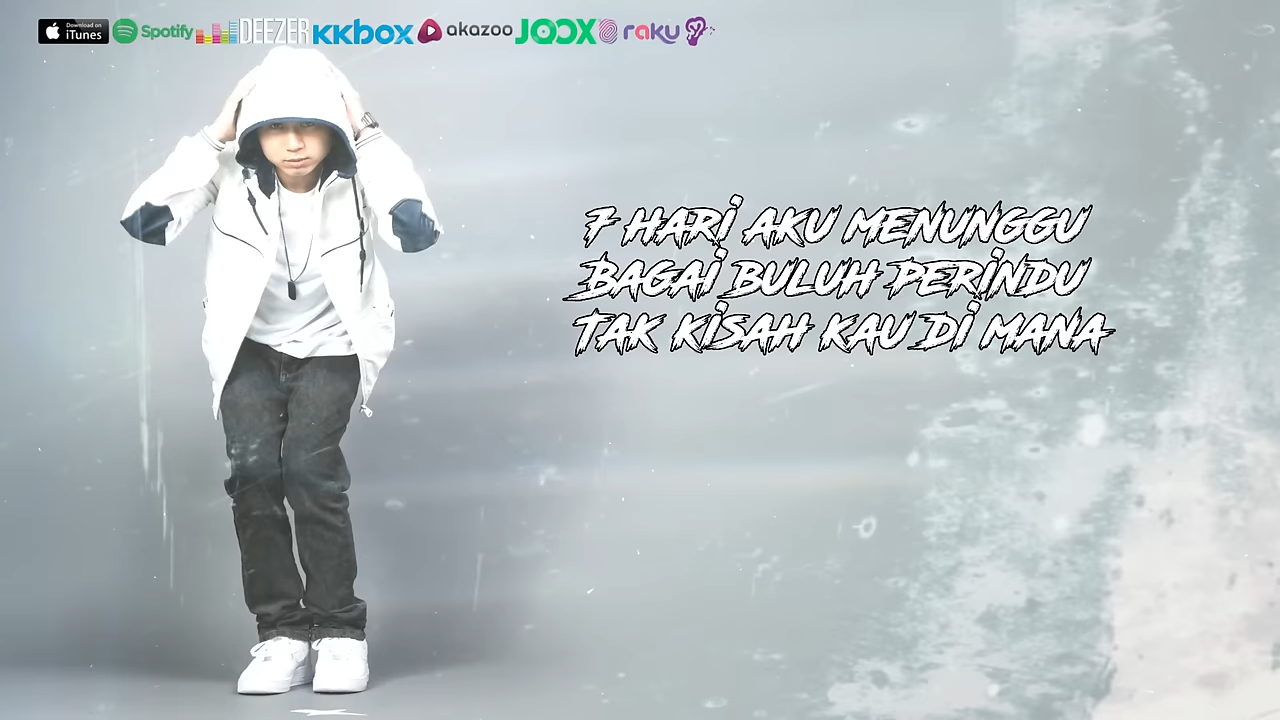 Download on iTunes Spotify DEEZER KKBOX akazoo JOOX raku
7 HARI AKU MENUNGGU
BAGAI BULUH PERINDU
TAK KISAH KAU DI MANA